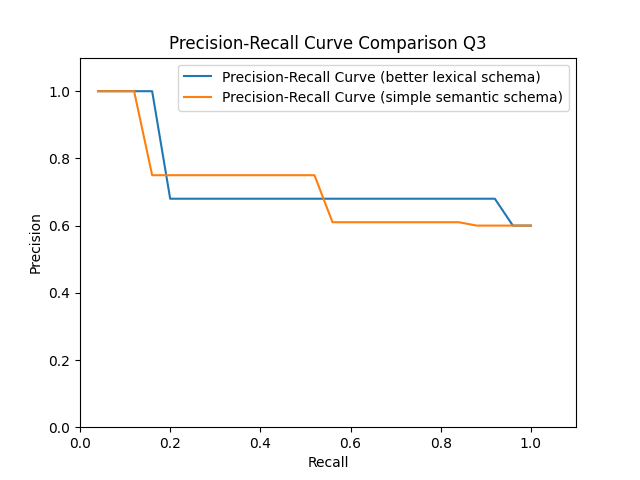 Precision-Recall Curve Comparison Q3
Precision-Recall Curve (better lexical schema)
Precision-Recall Curve (simple semantic schema)
Precision
1.0
0.8
0.6
0.4
0.2
0.0
0.0 0.2 0.4 0.6 0.8 1.0
Recall